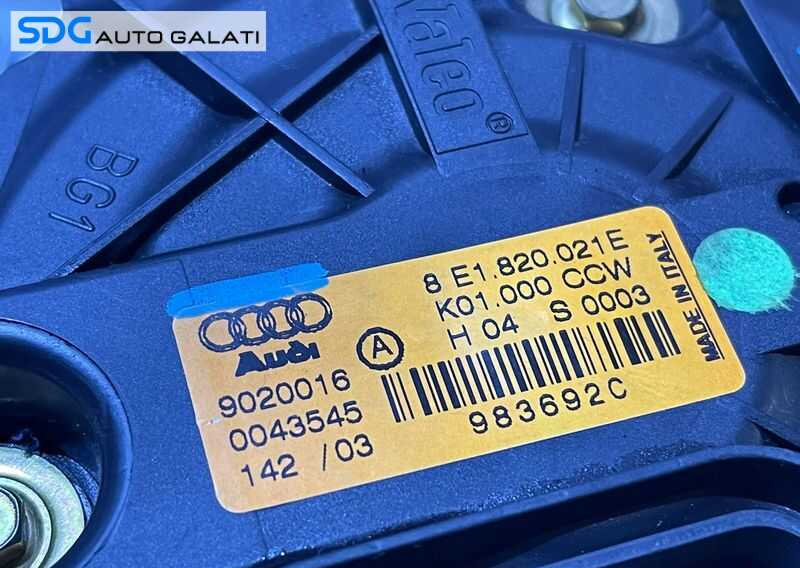 SDG AUTO GALATI
Valeo®
BG1
8 E1.820.021E
K01.000 CCW
H 04 S 0003
MADE IN ITALY
Audi
A
9020016
0043545
142 /03
983692C